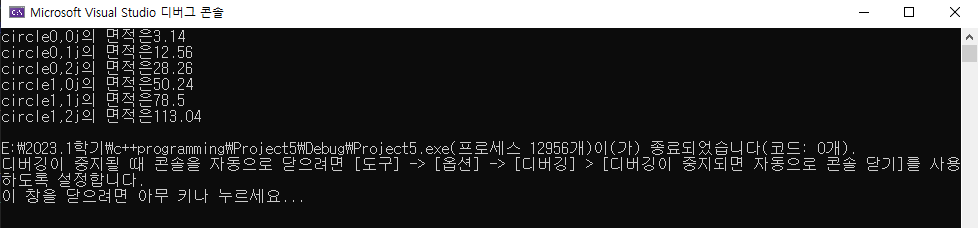 Microsoft Visual Studio 디버그 콘솔
circle0,0j의 면적은3.14
circle0,1j의 면적은12.56
circle0,2j의 면적은28.26
circle1,0j의 면적은50.24
circle1,1j의 면적은78.5
circle1,2j의 면적은113.04
E:₩2023.1학기₩c++programming₩Project5₩Debug₩Project5.exe(프로세스 12956개)이(가) 종료되었습니다(코드: 0개).
디버깅이 중지될 때 콘솔을 자동으로 닫으려면 [도구] -> [옵션] -> [디버깅] > [디버깅이 중지되면 자동으로 콘솔 닫기]를 사용
하도록 설정합니다.
이 창을 닫으려면 아무 키나 누르세요...